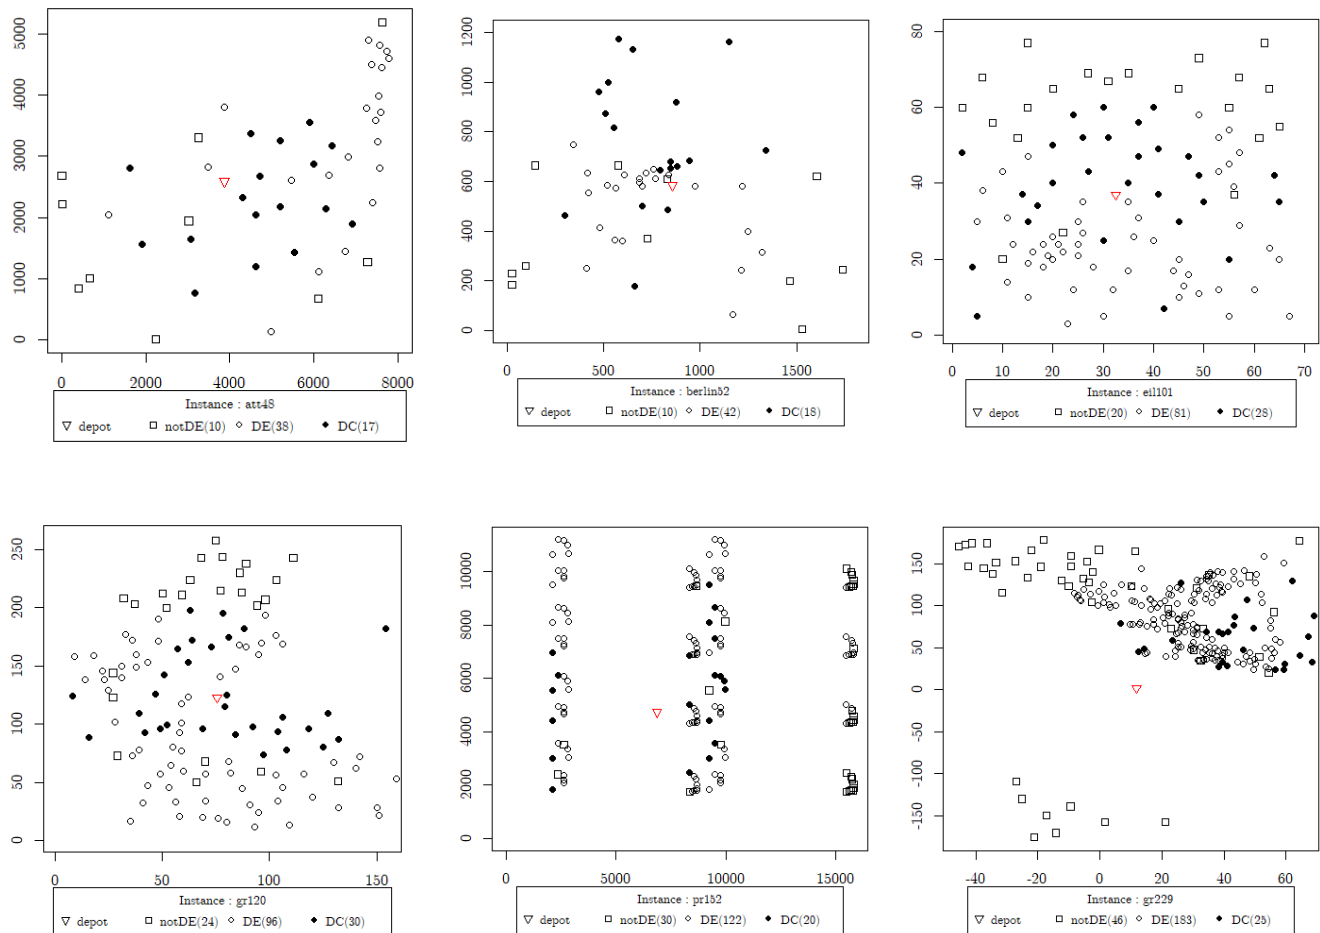 5000
4000
3000
2000
1000
0
0 2000 4000 6000 8000
Instance : att48
depot notDE(10) DE(38) DC(17)
1200
1000
800
600
400
200
0
0 500 1000 1500
Instance : berlin52
depot notDE(10) DE(42) DC(18)
80
60
40
20
0
0 10 20 30 40 50 60 70
Instance : eil101
depot notDE(20) DE(81) DC(28)
250
200
150
100
50
0
0 50 100 150
Instance : gr120
depot notDE(24) DE(96) DC(30)
10000
8000
6000
4000
2000
0
0 5000 10000 15000
Instance : pr152
depot notDE(30) DE(122) DC(20)
150
100
50
0
-50
-100
-150
-40 -20 0 20 40 60
Instance : gr229
depot notDE(46) DE(183) DC(25)